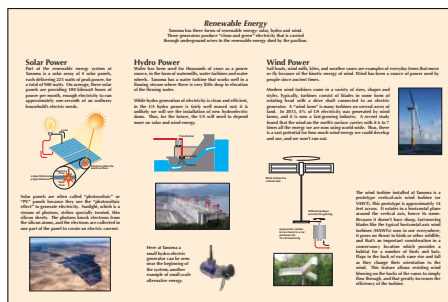 Renewable Energy
Tanoma has three forms of renewable energy: solar, hydro and wind.
These generators produce "clean and green" electricity that is carried
through underground wires to the renewable energy shed by the pavilion.
Solar Power
Part of the renewable energy system at
Tanoma is a solar array of 4 solar panels,
each delivering 225 watts of peak power, for
a total of 900 watts. On average, these solar
panels are providing 100 kilowatt hours of
power per month, enough electricity to run
approximately one-seventh of an ordinary
household's electric needs.
Solar panels are often called "photovoltaic" or
"PV" panels because they use the "photovoltaic
effect" to generate electricity. Sunlight, which is a
stream of photons, strikes specially treated, thin
silicon sheets. The photons knock electrons from
the silicon atoms, and the electrons are collected in
one part of the panel to create an electric current.
Hydro Power
Water has been used for thousands of years as a power
source, in the form of watermills, water turbines and water
wheels. Tanoma has a water turbine that works well in a
flowing stream where there is very little drop in elevation
of the flowing water.
While hydro generation of electricity is clean and efficient,
the US hydro power is fairly well maxed out; it is
unlikely we will see the installation of new hydroelectric
dams. Thus, for the future, the US will need to depend
more on solar and wind energy.
Here at Tanoma a
small hydro electric
generator can be seen
near the beginning of
the system; another
example of small-scale
alternative energy.
Wind Power
Sail boats, wind mills, kites, and weather vanes are examples of everyday items that move
or fly because of the kinetic energy of wind. Wind has been a source of power used by
people since ancient times.
Modern wind turbines come in a variety of sizes, shapes and
styles. Typically, turbines consist of blades in some form of
rotating head with a drive shaft connected to an electric
generator. A "wind farm" is many turbines on several acres of
land. In 2013, 4% of US electricity was generated by wind
farms, and it is now a fast-growing industry. A recent study
found that the wind on the earth's surface carries with it 6 to 7
times all the energy we are now using world-wide. Thus, there
is a vast potential for how much wind energy we could develop
and use, and we won't run out.
The wind turbine installed at Tanoma is a
prototype vertical-axis wind turbine (or
VAWT). This prototype is approximately 14
feet across. It rotates in a horizontal plane
around the vertical axis, hence its name.
Because it doesn't have sharp, fast-moving
blades like the typical horizontal-axis wind
turbines (HAWTs) now in use everywhere,
it poses no threat to birds or other wildlife,
and that's an important consideration in a
conservancy location which provides a
habitat for a number of birds and bats.
Flaps in the back of each vane rise and fall
as they change their orientation to the
wind. This feature allows resisting wind
blowing on the backs of the vanes to simply
flow through, and that greatly increases the
efficiency of the turbine.